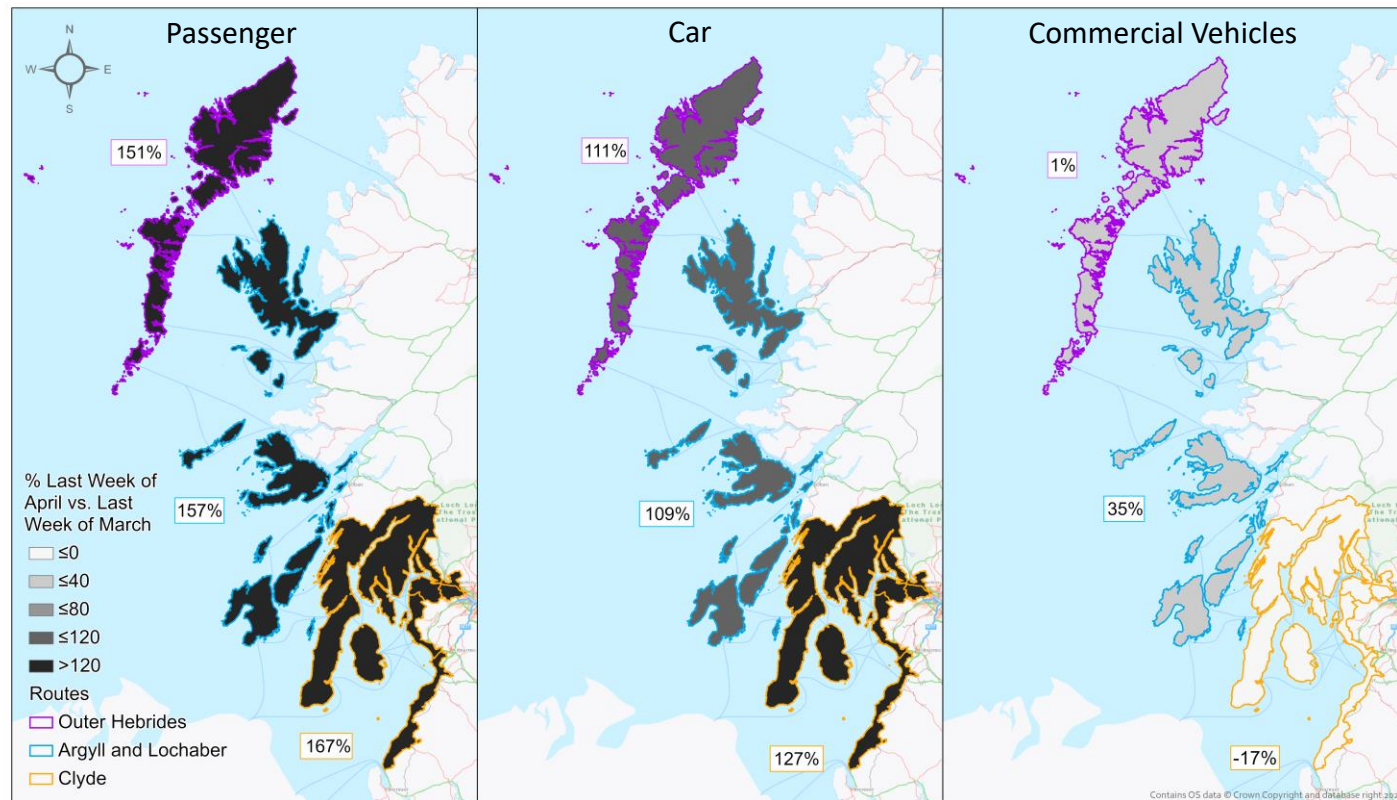 Passenger
Car
Commercial Vehicles
N
W
E
S
151%
111%
1%
157%
109%
35%
167%
127%
-17%
% Last Week of
April vs. Last
Week of March
≤0
≤40
≤80
≤120
>120
Routes
Outer Hebrides
Argyll and Lochaber
Clyde
Contains OS data © Crown Copyright and database right